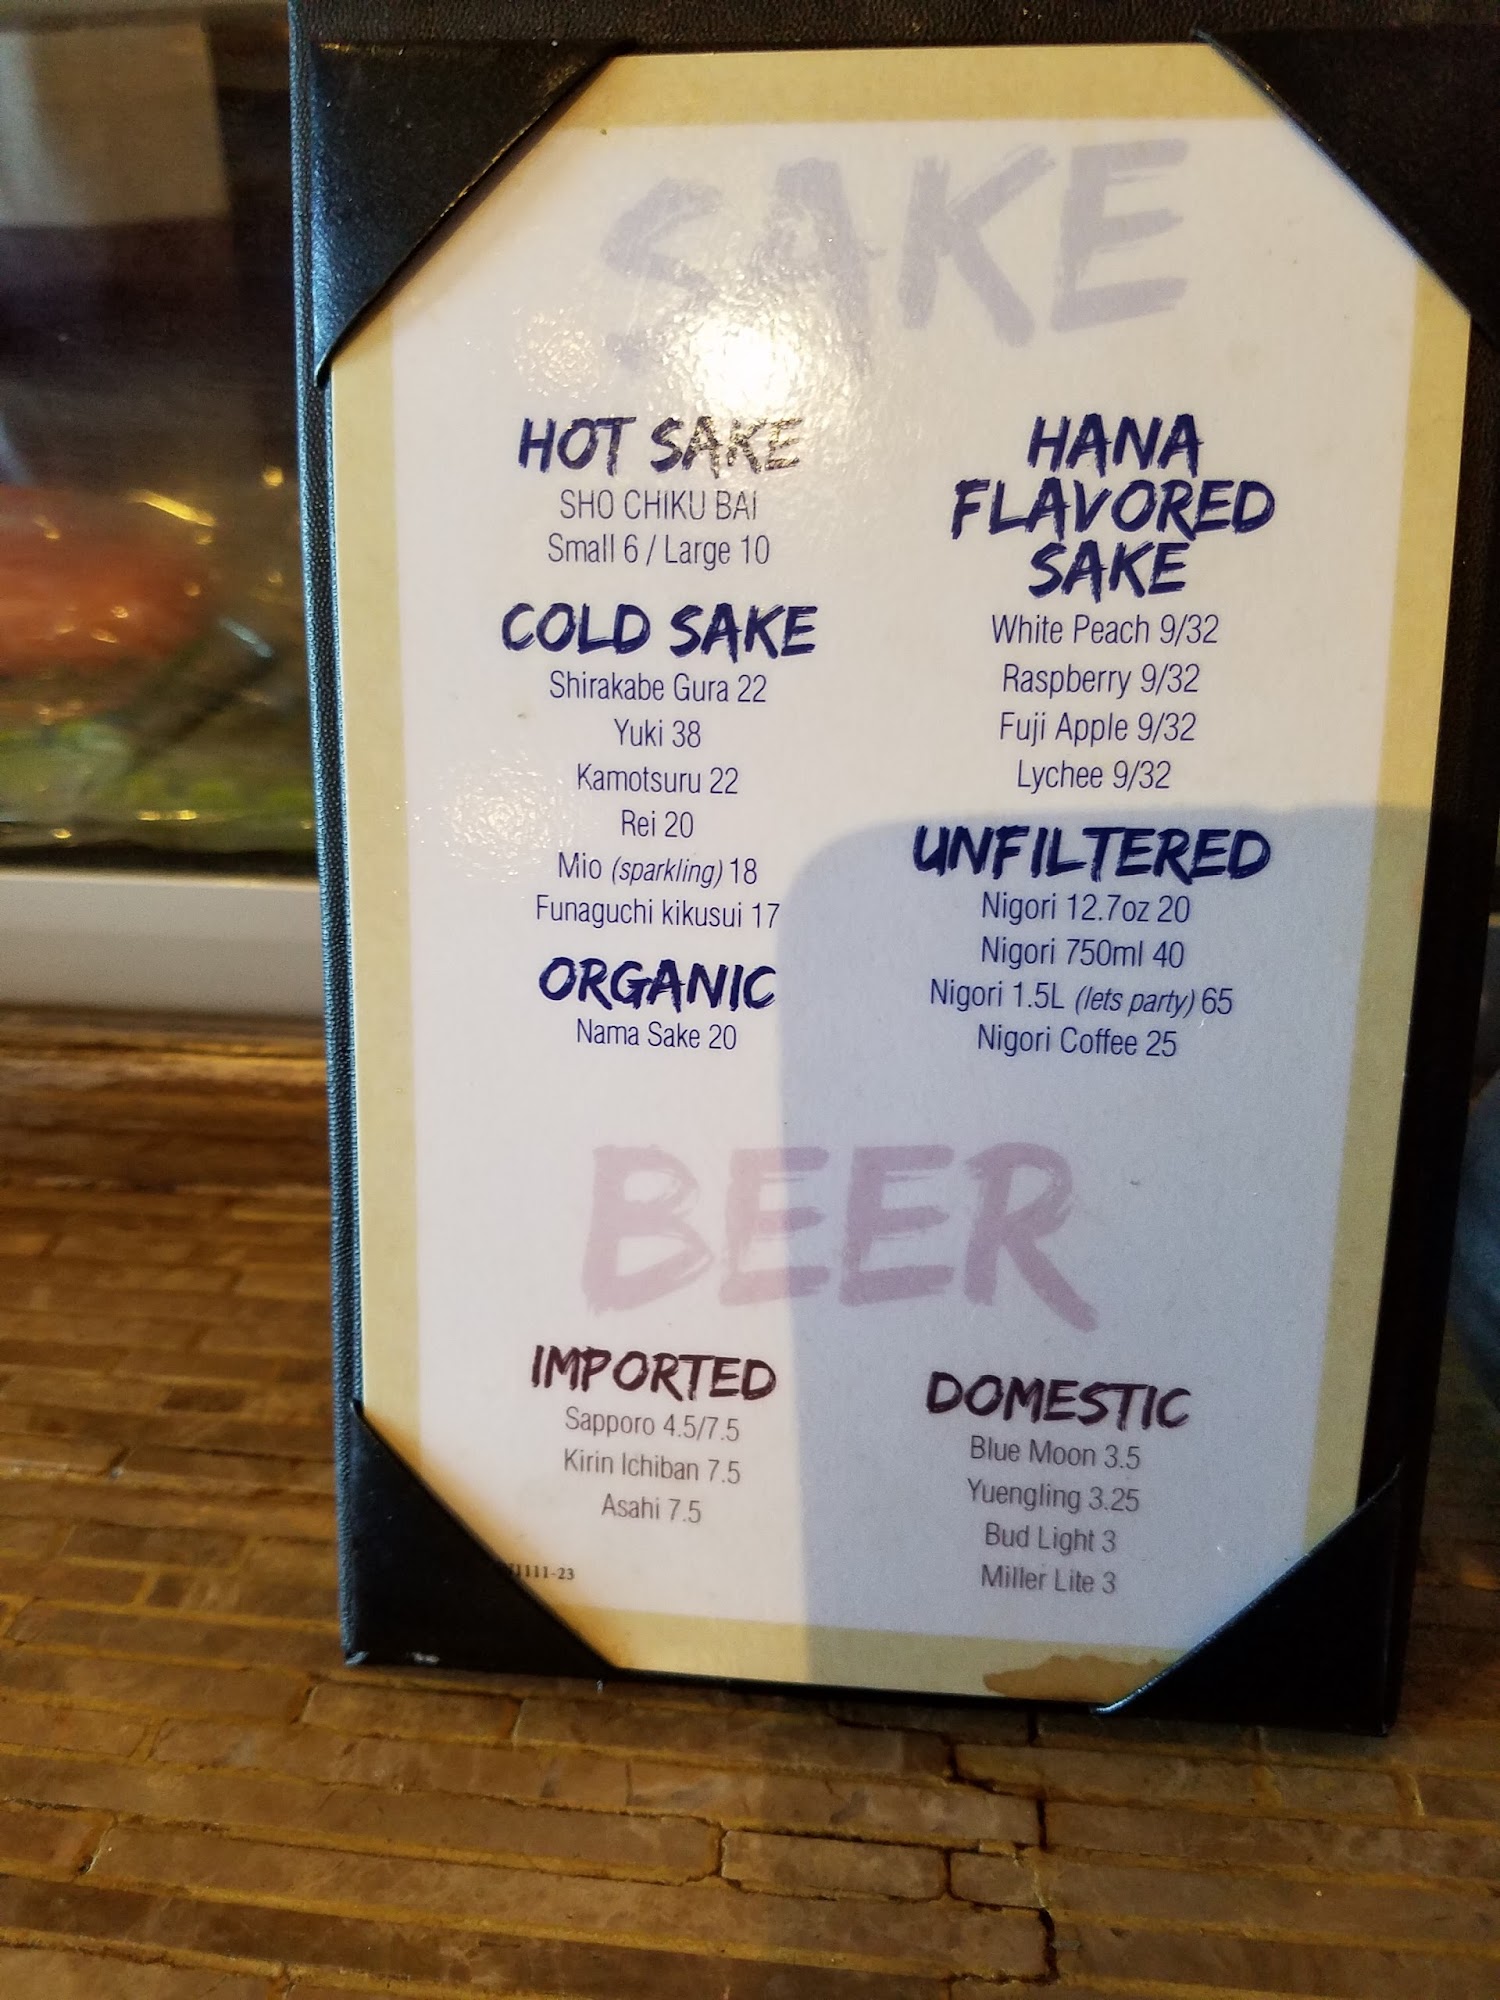 SAKE
HOT SAKE
SHO CHIKU BAI
Small 6 / Large 10
COLD SAKE
Shirakabe Gura 22
Yuki 38
Kamotsuru 22
Rei 20
Mio (sparkling) 18
Funaguchi kikusui 17
ORGANIC
Nama Sake 20
HANA
FLAVORED
SAKE
White Peach 9/32
Raspberry 9/32
Fuji Apple 9/32
Lychee 9/32
UNFILTERED
Nigori 12.7oz 20
Nigori 750ml 40
Nigori 1.5L (lets party) 65
Nigori Coffee 25
BEER
IMPORTED
Sapporo 4.5/7.5
Kirin Ichiban 7.5
Asahi 7.5
DOMESTIC
Blue Moon 3.5
Yuengling 3.25
Bud Light 3
Miller Lite 3